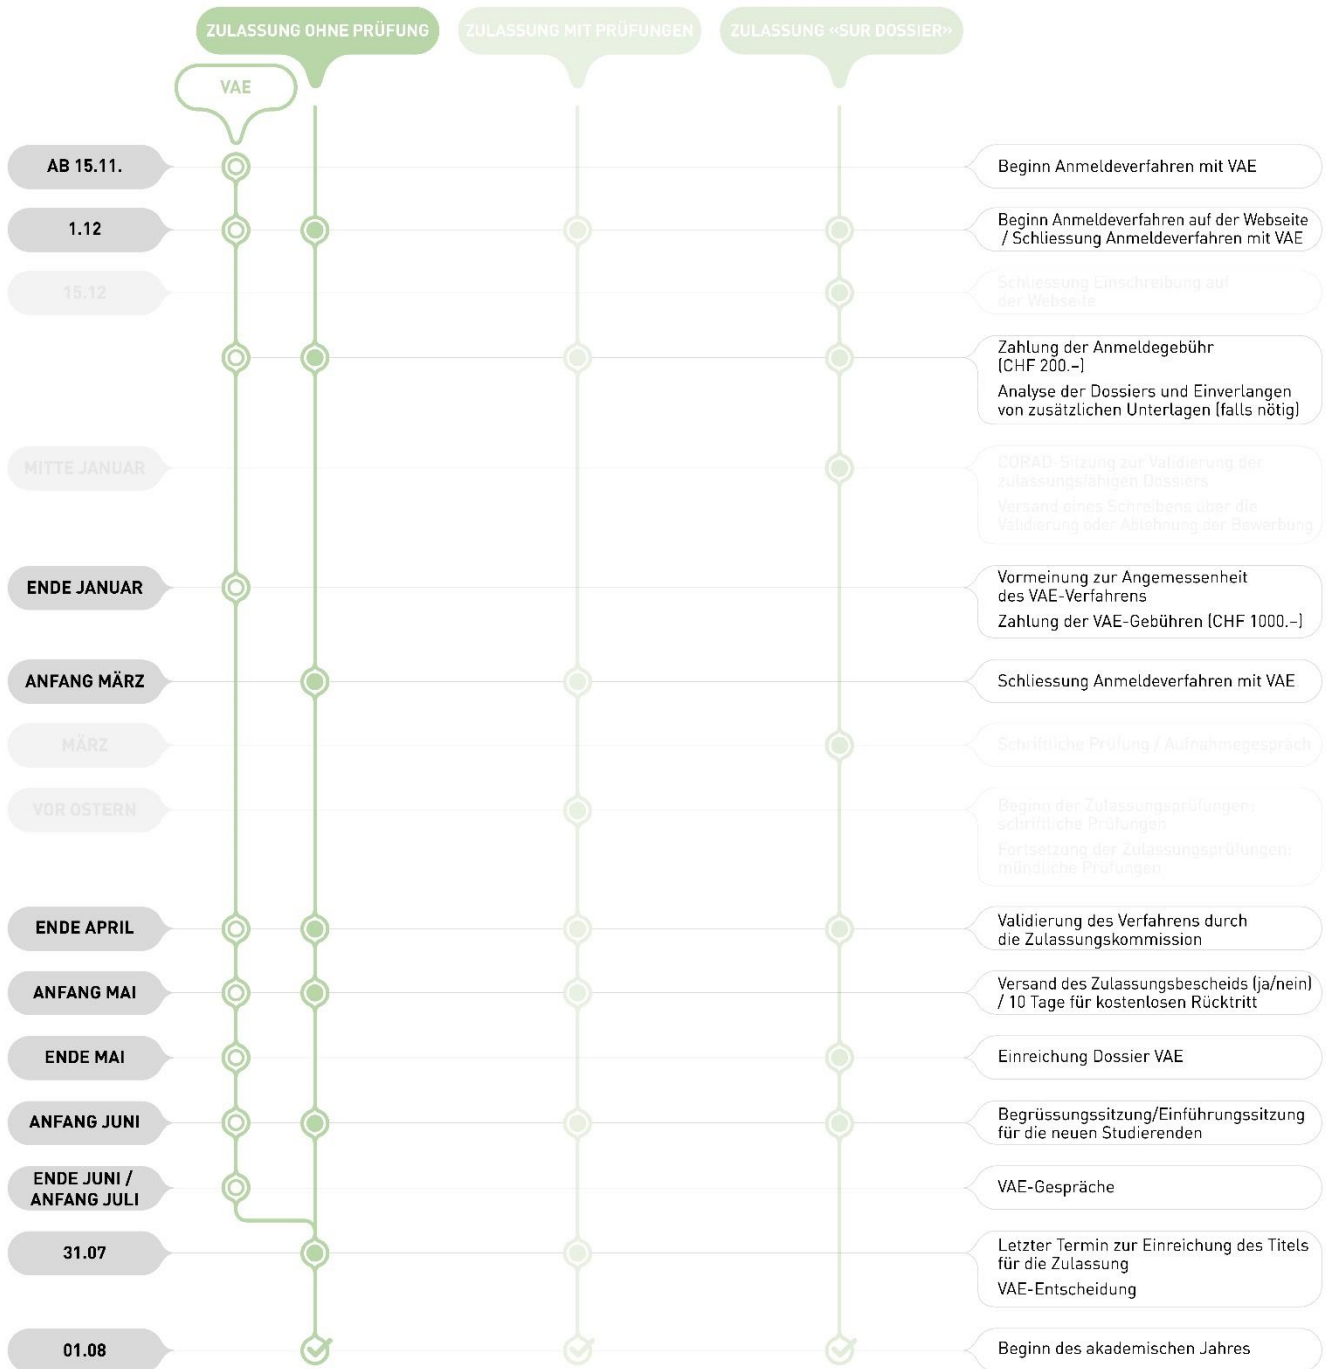 ZULASSUNG OHNE PRÜFUNG
ZULASSUNG MIT PRÜFUNGEN
ZULASSUNG «SUR DOSSIER»
VAE
AB 15.11.
Beginn Anmeldeverfahren mit VAE
1.12
Beginn Anmeldeverfahren auf der Webseite
/ Schliessung Anmeldeverfahren mit VAE
15.12
Schliessung Einschreibung auf
der Webseite
Zahlung der Anmeldegebühr
(CHF 200.–)
Analyse der Dossiers und Einverlangen
von zusätzlichen Unterlagen (falls nötig)
MITTE JANUAR
CORAD-Sitzung zur Validierung der
zulassungsfähigen Dossiers
Versand eines Schreibens über die
Validierung oder Ablehnung der Bewerbung
ENDE JANUAR
Vormeinung zur Angemessenheit
des VAE-Verfahrens
Zahlung der VAE-Gebühren (CHF 1000.–)
ANFANG MÄRZ
Schliessung Anmeldeverfahren mit VAE
MÄRZ
Schriftliche Prüfung / Aufnahmegespräch
VOR OSTERN
Beginn der Zulassungsprüfungen:
schriftliche Prüfungen
Fortsetzung der Zulassungsprüfungen:
mündliche Prüfungen
ENDE APRIL
Validierung des Verfahrens durch
die Zulassungskommission
ANFANG MAI
Versand des Zulassungsbescheids (ja/nein)
/ 10 Tage für kostenlosen Rücktritt
ENDE MAI
Einreichung Dossier VAE
ANFANG JUNI
Begrüssungssitzung/Einführungssitzung
für die neuen Studierenden
ENDE JUNI /
ANFANG JULI
VAE-Gespräche
31.07
Letzter Termin zur Einreichung des Titels
für die Zulassung
VAE-Entscheidung
01.08
Beginn des akademischen Jahres